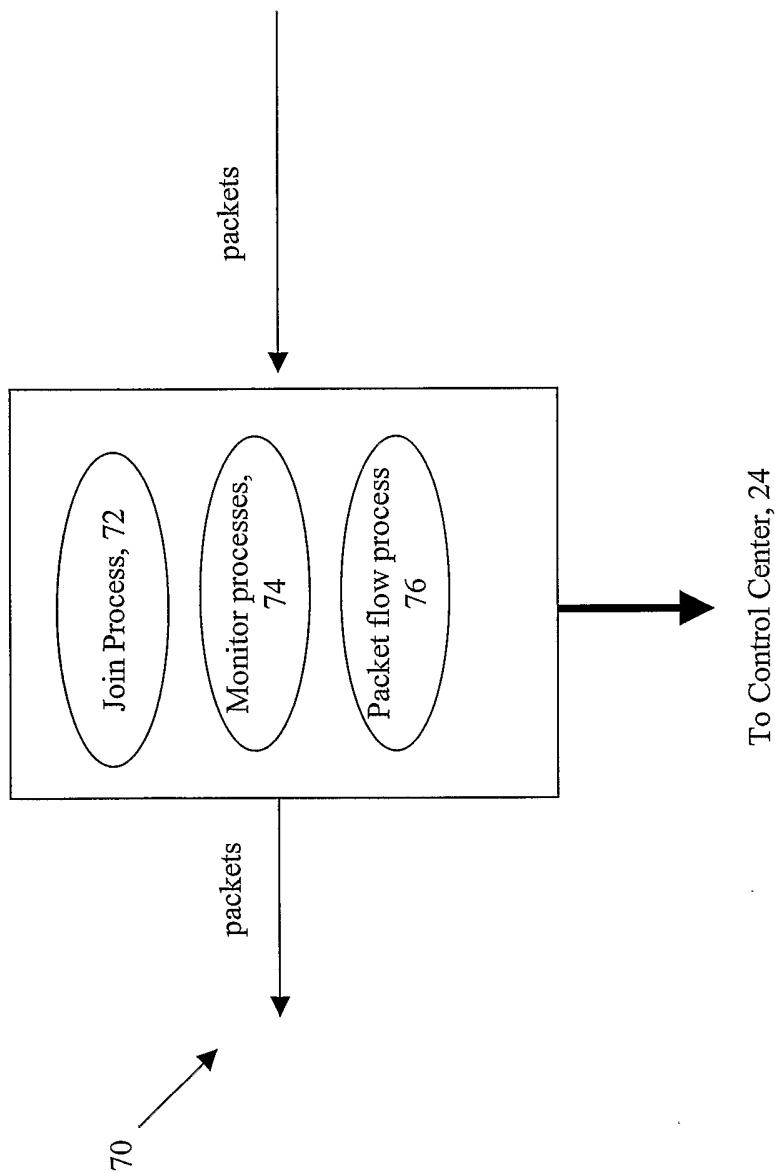 70
packets
Join Process, 72
Monitor processes,
74
Packet flow process
76
packets
To Control Center, 24